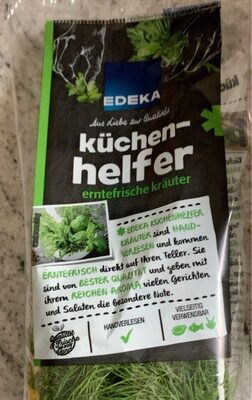 EDEKA
Aus Liebe zur Qualität
küchen-
helfer
erntefrische kräuter
ERNTEFRISCH direkt auf Ihren Teller. Sie
sind von BESTER QUALITÄT und geben mit
ihrem REICHEN AROMA vielen Gerichten
und Salaten die Besondere Note.
* EDEKA KÜCHENHELFER
KRÄUTER sind HAND-
VERLESEN und kommen
HANDVERLESEN
VIELSEITIG
VERWENDBAR